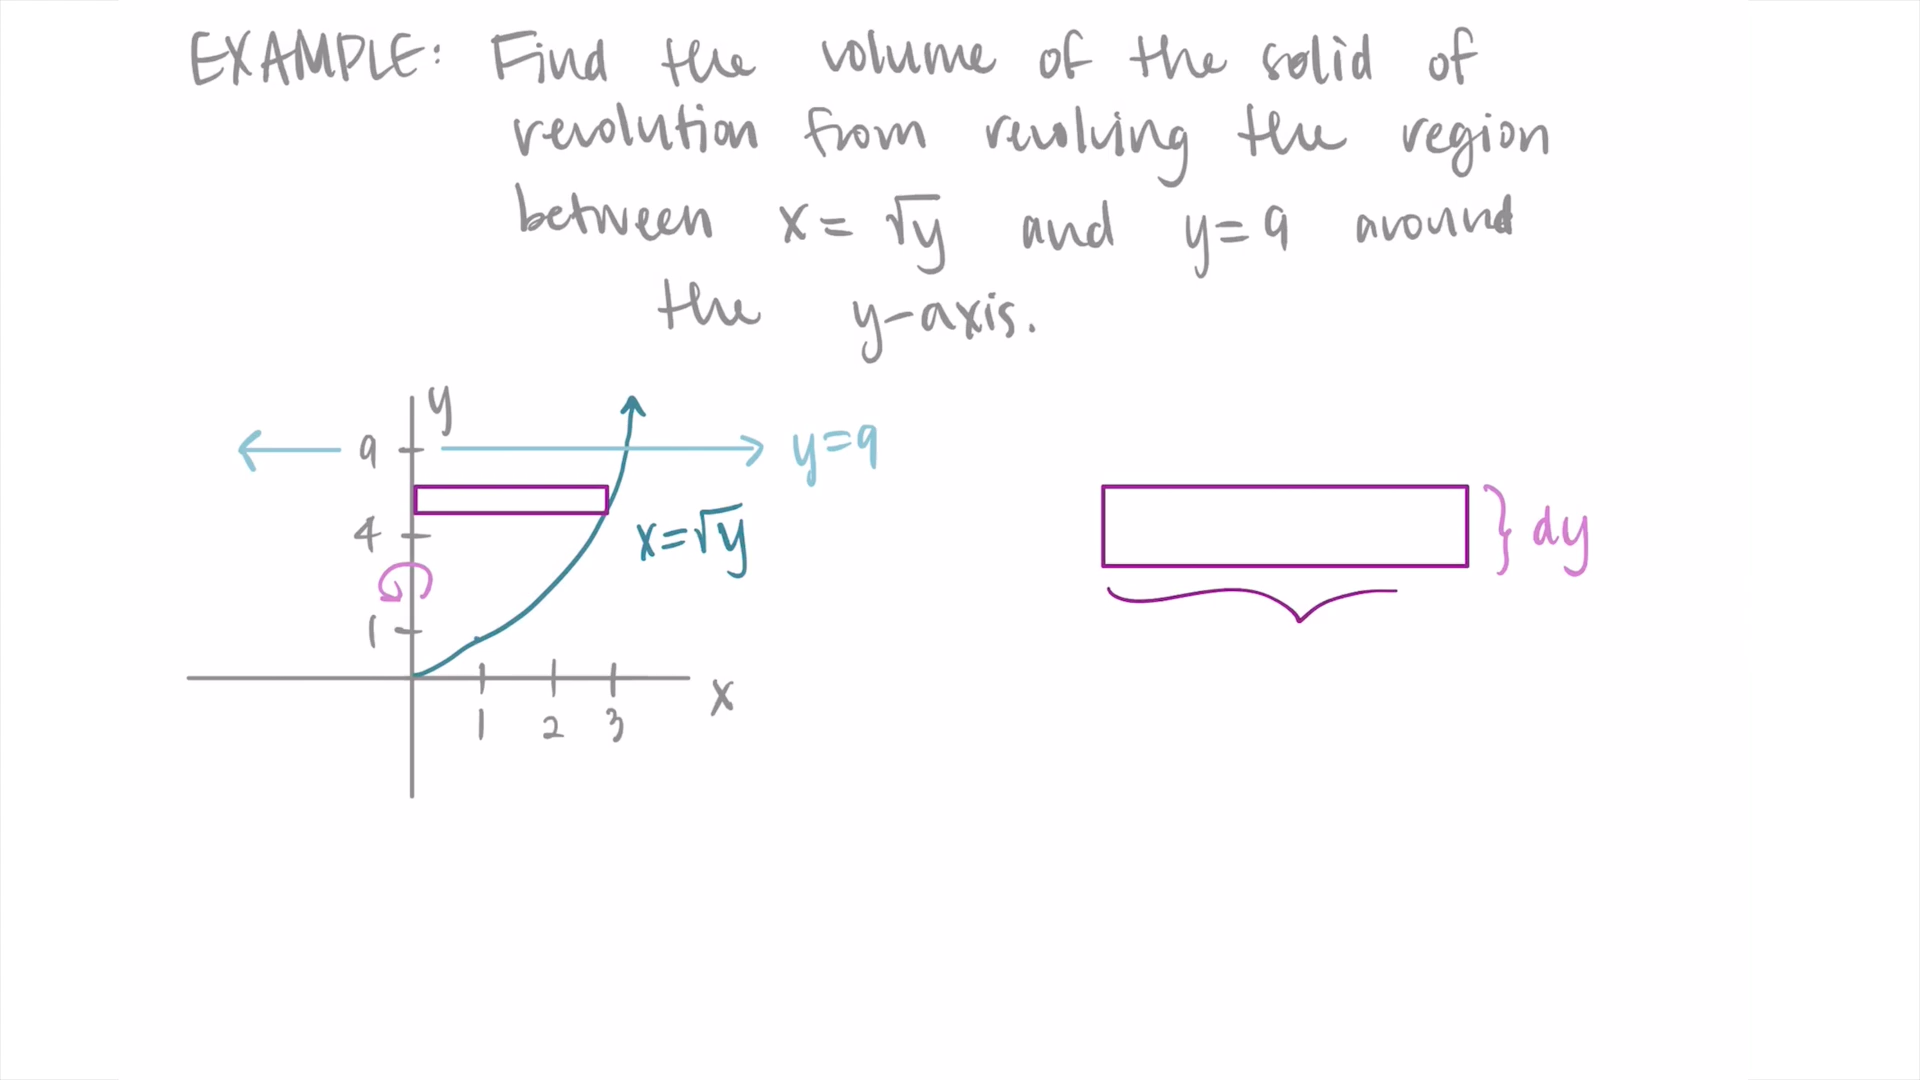 EXAMPLE: Find the volume of the solid of
revolution from revolving the region
between x = √y and y = 9 around
the y-axis.
y
9
y=9
4
x=√y
1
x
1 2 3
} dy